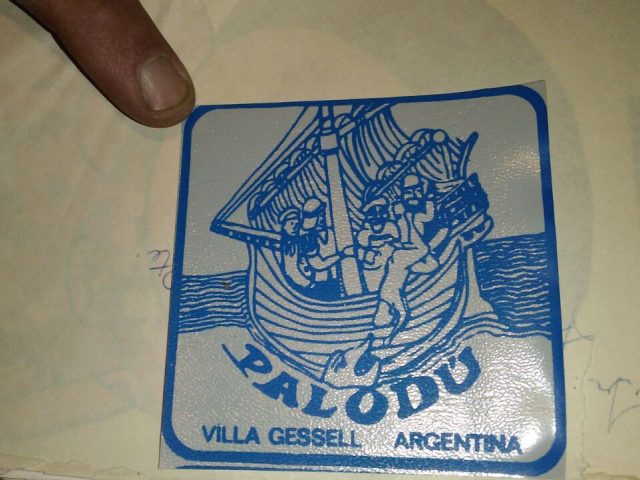 PALODÚ
VILLA GESSELL ARGENTINA